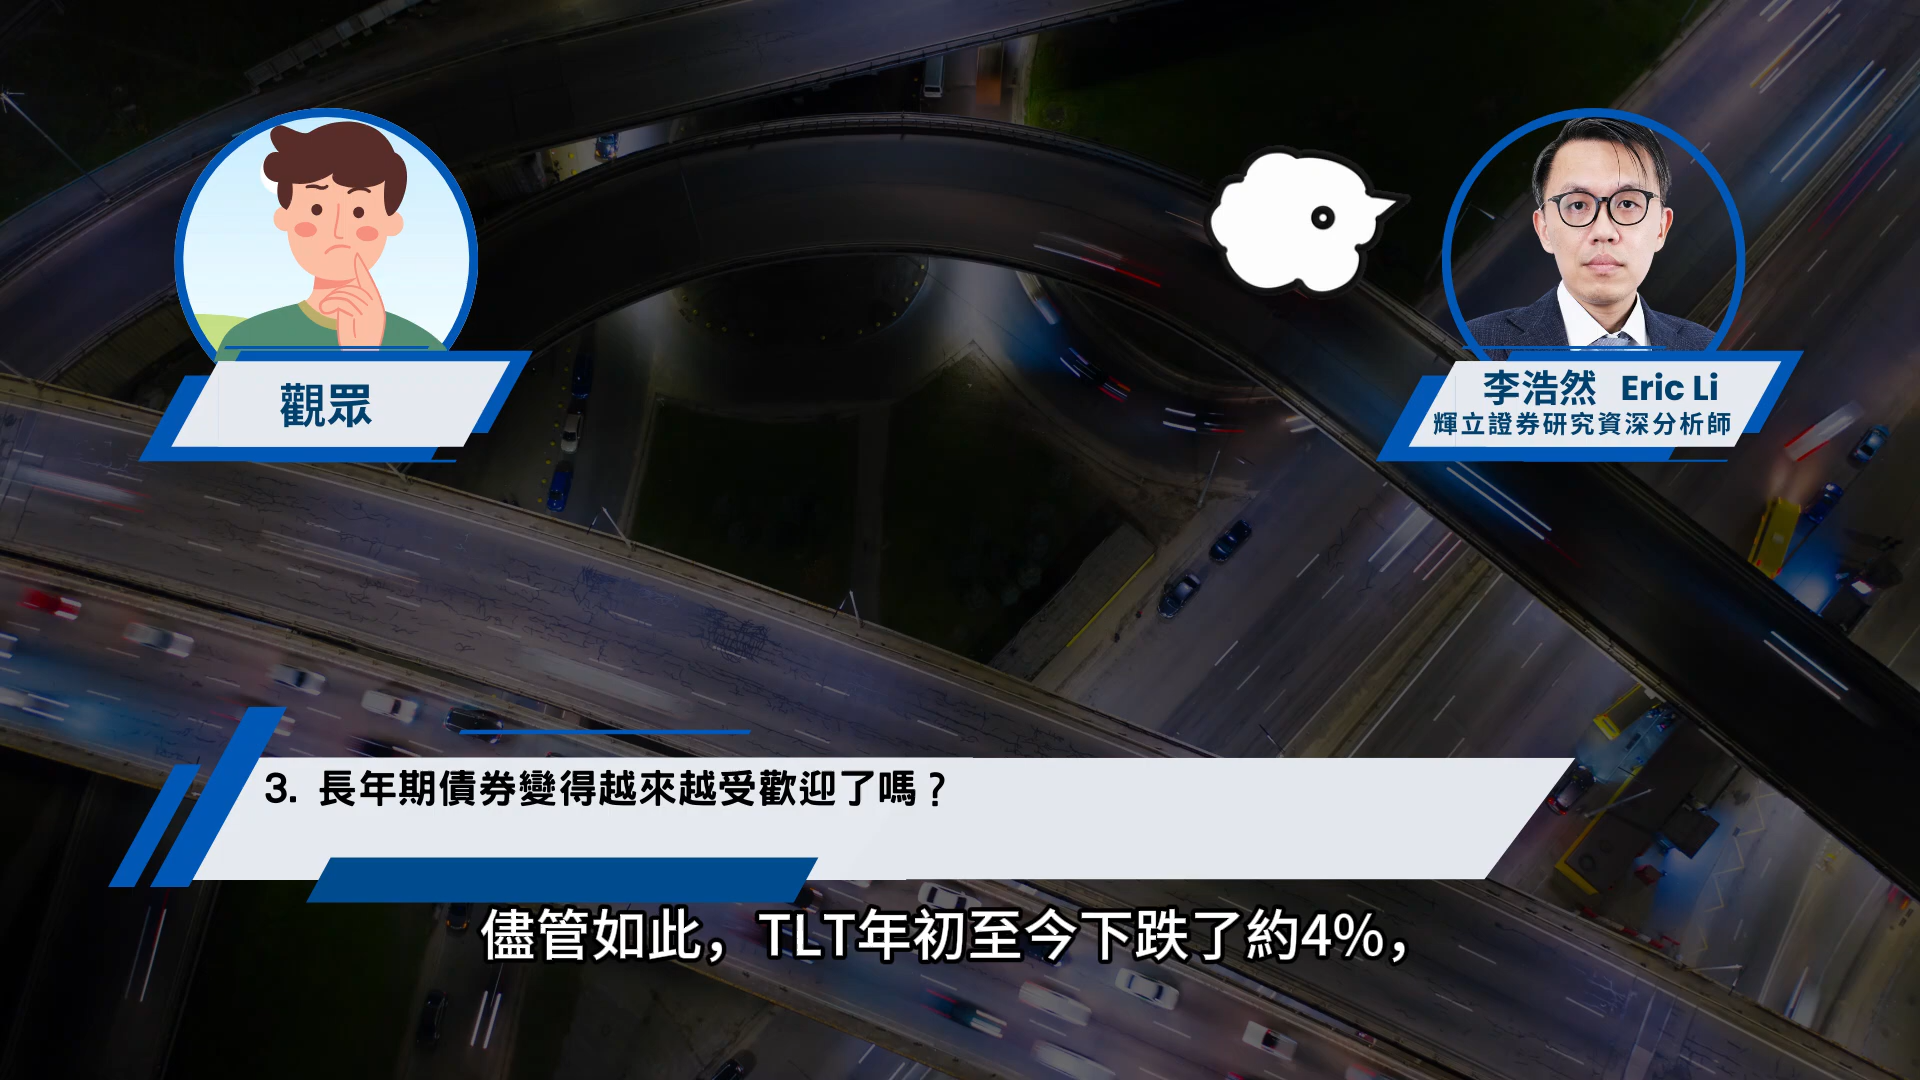 觀眾
李浩然 Eric Li
輝立證券研究資深分析師
3. 長年期債券變得越來越受歡迎了嗎？
儘管如此，TLT年初至今下跌了約4%，